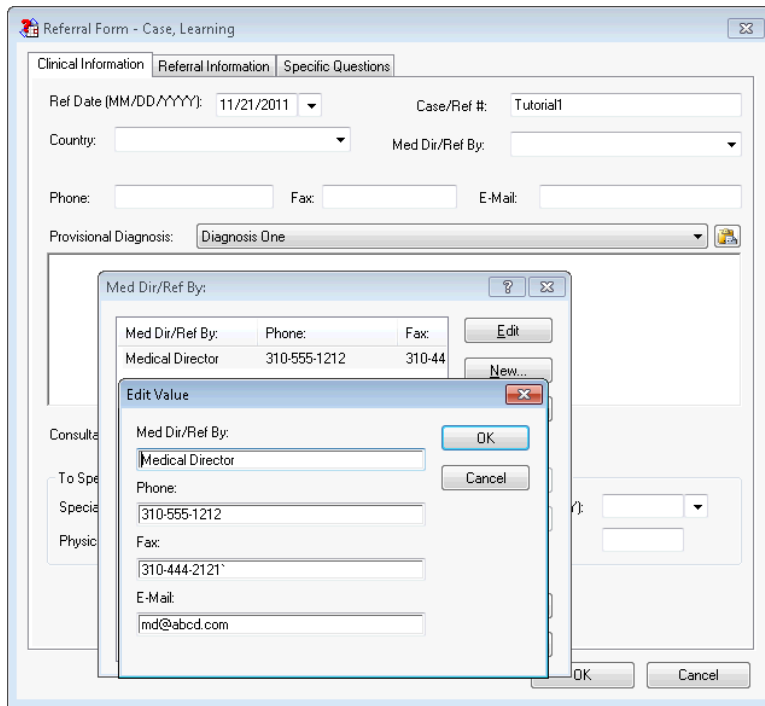 Referral Form - Case, Learning
Clinical Information Referral Information Specific Questions
Ref Date (MM/DD/YYYY): 11/21/2011 Case/Ref #: Tutorial1
Country: Med Dir/Ref By:
Phone: Fax: E-Mail:
Provisional Diagnosis: Diagnosis One
Med Dir/Ref By:
Med Dir/Ref By: Phone: Fax: Edit
Medical Director 310-555-1212 310-44
New...
Edit Value
Consulta
Med Dir/Ref By: OK
Medical Director
Cancel
To Spe
Phone:
Specia
310-555-1212
Physic
Fax:
310-444-2121`
E-Mail:
md@abcd.com
OK Cancel